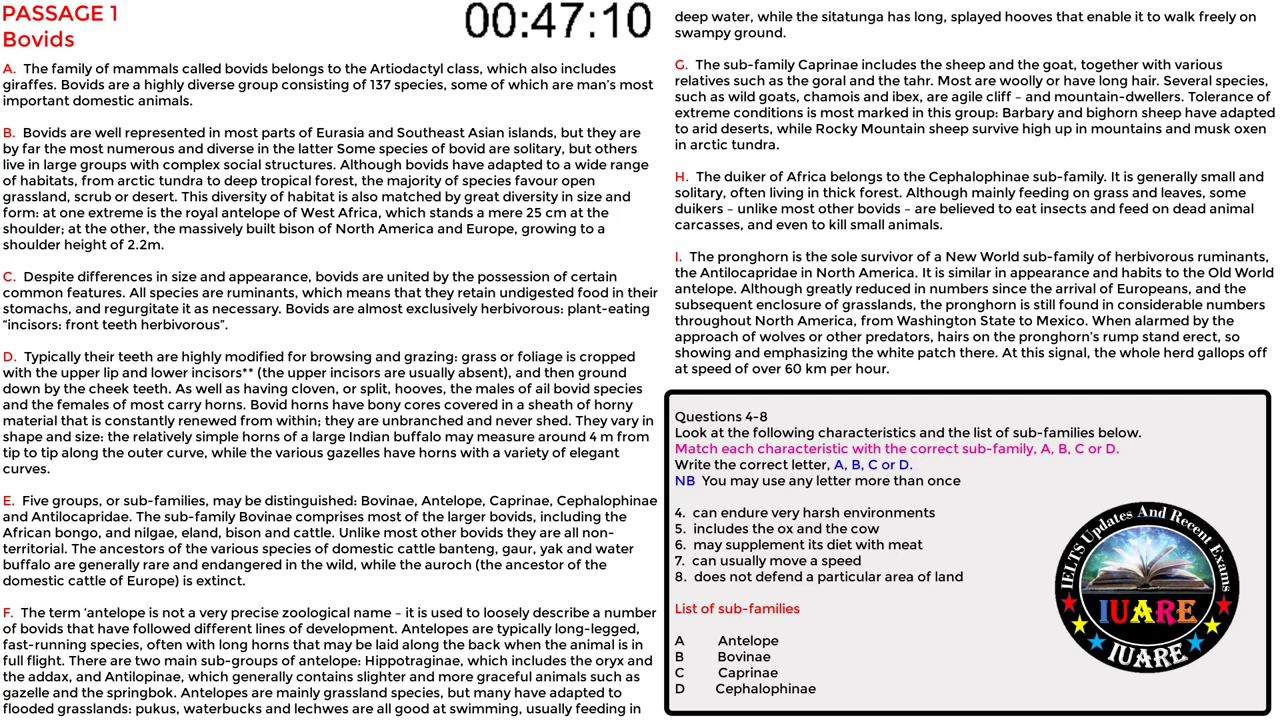 PASSAGE 1
Bovids
00:47:10
A. The family of mammals called bovids belongs to the Artiodactyl class, which also includes
giraffes. Bovids are a highly diverse group consisting of 137 species, some of which are man's most
important domestic animals.
B. Bovids are well represented in most parts of Eurasia and Southeast Asian islands, but they are
by far the most numerous and diverse in the latter Some species of bovid are solitary, but others
live in large groups with complex social structures. Although bovids have adapted to a wide range
of habitats, from arctic tundra to deep tropical forest, the majority of species favour open
grassland, scrub or desert. This diversity of habitat is also matched by great diversity in size and
form: at one extreme is the royal antelope of West Africa, which stands a mere 25 cm at the
shoulder; at the other, the massively built bison of North America and Europe, growing to a
shoulder height of 2.2m.
C. Despite differences in size and appearance, bovids are united by the possession of certain
common features. All species are ruminants, which means that they retain undigested food in their
stomachs, and regurgitate it as necessary. Bovids are almost exclusively herbivorous: plant-eating
"incisors: front teeth herbivorous".
D. Typically their teeth are highly modified for browsing and grazing: grass or foliage is cropped
with the upper lip and lower incisors** (the upper incisors are usually absent), and then ground
down by the cheek teeth. As well as having cloven, or split, hooves, the males of ail bovid species
and the females of most carry horns. Bovid horns have bony cores covered in a sheath of horny
material that is constantly renewed from within; they are unbranched and never shed. They vary in
shape and size: the relatively simple horns of a large Indian buffalo may measure around 4 m from
tip to tip along the outer curve, while the various gazelles have horns with a variety of elegant
curves.
E. Five groups, or sub-families, may be distinguished: Bovinae, Antelope, Caprinae, Cephalophinae
and Antilocapridae. The sub-family Bovinae comprises most of the larger bovids, including the
African bongo, and nilgae, eland, bison and cattle. Unlike most other bovids they are all non-
territorial. The ancestors of the various species of domestic cattle banteng, gaur, yak and water
buffalo are generally rare and endangered in the wild, while the auroch (the ancestor of the
domestic cattle of Europe) is extinct.
F. The term 'antelope is not a very precise zoological name – it is used to loosely describe a number
of bovids that have followed different lines of development. Antelopes are typically long-legged,
fast-running species, often with long horns that may be laid along the back when the animal is in
full flight. There are two main sub-groups of antelope: Hippotraginae, which includes the oryx and
the addax, and Antilopinae, which generally contains slighter and more graceful animals such as
gazelle and the springbok. Antelopes are mainly grassland species, but many have adapted to
flooded grasslands: pukus, waterbucks and lechwes are all good at swimming, usually feeding in
deep water, while the sitatunga has long, splayed hooves that enable it to walk freely on
swampy ground.
G. The sub-family Caprinae includes the sheep and the goat, together with various
relatives such as the goral and the tahr. Most are woolly or have long hair. Several species,
such as wild goats, chamois and ibex, are agile cliff – and mountain-dwellers. Tolerance of
extreme conditions is most marked in this group: Barbary and bighorn sheep have adapted
to arid deserts, while Rocky Mountain sheep survive high up in mountains and musk oxen
in arctic tundra.
H. The duiker of Africa belongs to the Cephalophinae sub-family. It is generally small and
solitary, often living in thick forest. Although mainly feeding on grass and leaves, some
duikers – unlike most other bovids – are believed to eat insects and feed on dead animal
carcasses, and even to kill small animals.
I. The pronghorn is the sole survivor of a New World sub-family of herbivorous ruminants,
the Antilocapridae in North America. It is similar in appearance and habits to the Old World
antelope. Although greatly reduced in numbers since the arrival of Europeans, and the
subsequent enclosure of grasslands, the pronghorn is still found in considerable numbers
throughout North America, from Washington State to Mexico. When alarmed by the
approach of wolves or other predators, hairs on the pronghorn's rump stand erect, so
showing and emphasizing the white patch there. At this signal, the whole herd gallops off
at speed of over 60 km per hour.
Questions 4-8
Look at the following characteristics and the list of sub-families below.
Match each characteristic with the correct sub-family, A, B, C or D.
Write the correct letter, A, B, C or D.
NB You may use any letter more than once
4. can endure very harsh environments
5. includes the ox and the cow
6. may supplement its diet with meat
7. can usually move a speed
8. does not defend a particular area of land
List of sub-families
A Antelope
B Bovinae
C Caprinae
D Cephalophinae
IELTS Updates And Recent Exams
IUARE
IUARE